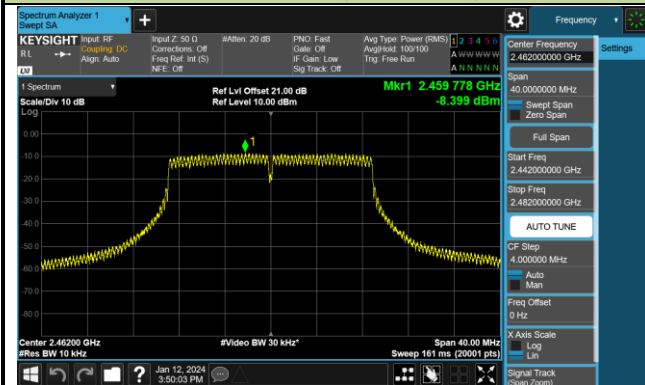 Spectrum Analyzer 1
Swept SA
Frequency
KEYSIGHT
Input: RF
Coupling: DC
Align: Auto
RL
Input Z: 50 Ω
Corrections: Off
Freq Ref: Int (S)
NFE: Off
#Atten: 20 dB
PNO: Fast
Gate: Off
IF Gain: Low
Sig Track: Off
Avg Type: Power (RMS)
Avg|Hold: 100/100
Trig: Free Run
1 2 3 4 5 6
A W W W W W
A N N N N N
1 Spectrum
Scale/Div 10 dB
Log
Ref Lvl Offset 21.00 dB
Ref Level 10.00 dBm
Mkr1 2.459 778 GHz
-8.399 dBm
1
0.00
-10.0
-20.0
-30.0
-40.0
-50.0
-60.0
-70.0
-80.0
Center 2.46200 GHz
#Res BW 10 kHz
#Video BW 30 kHz*
Span 40.00 MHz
Sweep 161 ms (20001 pts)
Jan 12, 2024
3:50:03 PM
Center Frequency
2.462000000 GHz
Settings
Span
40.0000000 MHz
Swept Span
Zero Span
Full Span
Start Freq
2.442000000 GHz
Stop Freq
2.482000000 GHz
AUTO TUNE
CF Step
4.000000 MHz
Auto
Man
Freq Offset
0 Hz
X Axis Scale
Log
Lin
Signal Track
(Span Zoom)